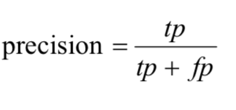 precision = tp / tp + fp